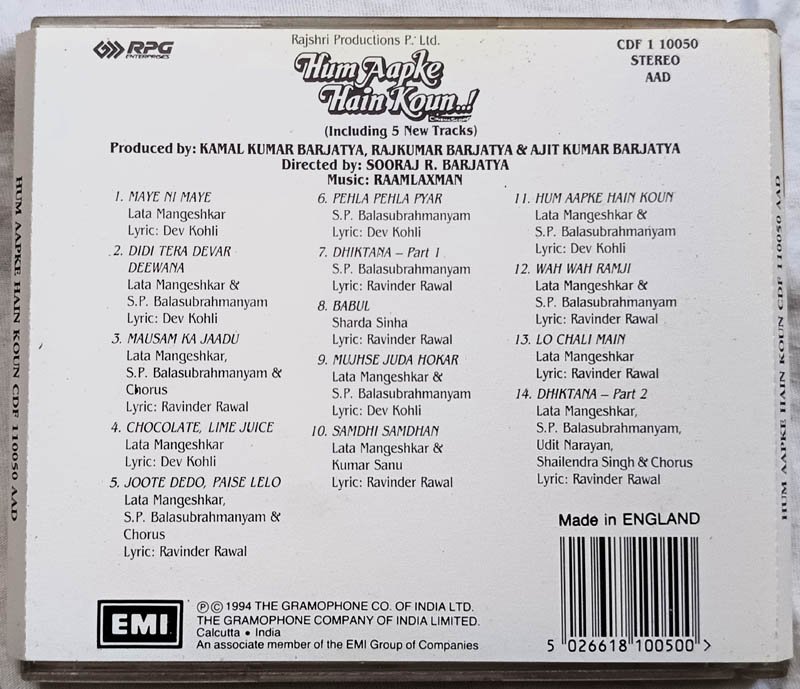 RPG
ENTERPRISES
Rajshri Productions P. Ltd.
Hum Aapke
Hain Koun..!
CINEMASCOPE
(Including 5 New Tracks)
CDF 1 10050
STEREO
AAD
Produced by: KAMAL KUMAR BARJATYA, RAJKUMAR BARJATYA & AJIT KUMAR BARJATYA
Directed by: SOORAJ R. BARJATYA
Music: RAAMLAXMAN
1. MAYE NI MAYE
Lata Mangeshkar
Lyric: Dev Kohli
2. DIDI TERA DEVAR
DEEWANA
Lata Mangeshkar &
S.P. Balasubrahmanyam
Lyric: Dev Kohli
3. MAUSAM KA JAADU
Lata Mangeshkar,
S.P. Balasubrahmanyam &
Chorus
Lyric: Ravinder Rawal
4. CHOCOLATE, LIME JUICE
Lata Mangeshkar
Lyric: Dev Kohli
5. JOOTE DEDO, PAISE LELO
Lata Mangeshkar,
S.P. Balasubrahmanyam &
Chorus
Lyric: Ravinder Rawal
6. PEHLA PEHLA PYAR
S.P. Balasubrahmanyam
Lyric: Dev Kohli
7. DHIKTANA – Part 1
S.P. Balasubrahmanyam
Lyric: Ravinder Rawal
8. BABUL
Sharda Sinha
Lyric: Ravinder Rawal
9. MUJHSE JUDA HOKAR
Lata Mangeshkar &
S.P. Balasubrahmanyam
Lyric: Dev Kohli
10. SAMDHI SAMDHAN
Lata Mangeshkar &
Kumar Sanu
Lyric: Ravinder Rawal
11. HUM AAPKE HAIN KOUN
Lata Mangeshkar &
S.P. Balasubrahmanyam
Lyric: Dev Kohli
12. WAH WAH RAMJI
Lata Mangeshkar &
S.P. Balasubrahmanyam
Lyric: Ravinder Rawal
13. LO CHALI MAIN
Lata Mangeshkar
Lyric: Ravinder Rawal
14. DHIKTANA – Part 2
Lata Mangeshkar,
S.P. Balasubrahmanyam,
Udit Narayan,
Shailendra Singh & Chorus
Lyric: Ravinder Rawal
Made in ENGLAND
5 026618 100500 >
EMI
Ⓟ © 1994 THE GRAMOPHONE CO. OF INDIA LTD.
THE GRAMOPHONE COMPANY OF INDIA LIMITED.
Calcutta • India
An associate member of the EMI Group of Companies
HUM AAPKE HAIN KOUN CDF 110050 AAD
HUM AAPKE HAIN KOUN CDF 110050 AAD